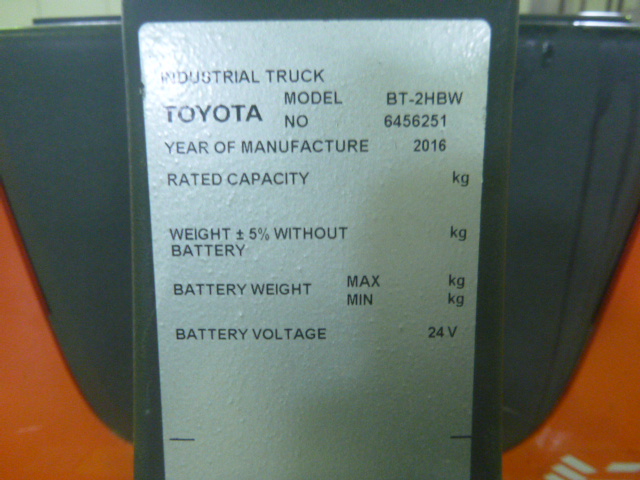 INDUSTRIAL TRUCK
TOYOTA MODEL BT-2HBW
NO 6456251
YEAR OF MANUFACTURE 2016
RATED CAPACITY kg
WEIGHT ± 5% WITHOUT kg
BATTERY
BATTERY WEIGHT MAX kg
MIN kg
BATTERY VOLTAGE 24 V